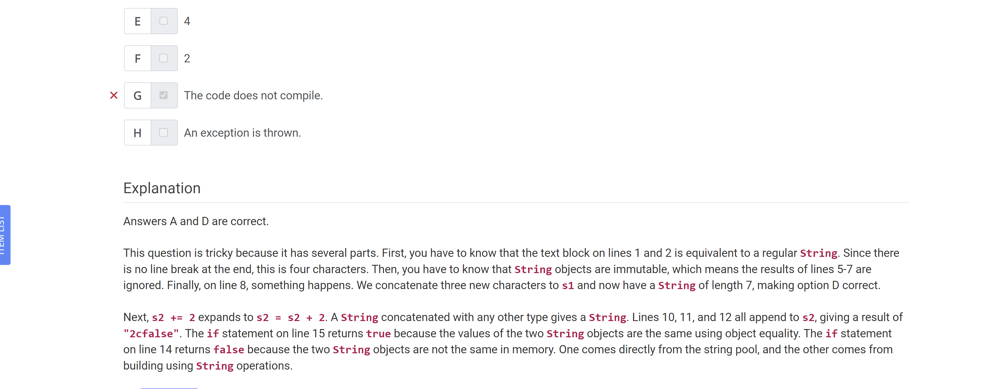 E 4
F 2
G The code does not compile.
H An exception is thrown.
Explanation
ITEM LIST
Answers A and D are correct.
This question is tricky because it has several parts. First, you have to know that the text block on lines 1 and 2 is equivalent to a regular String. Since there
is no line break at the end, this is four characters. Then, you have to know that String objects are immutable, which means the results of lines 5-7 are
ignored. Finally, on line 8, something happens. We concatenate three new characters to s1 and now have a String of length 7, making option D correct.
Next, s2 += 2 expands to s2 = s2 + 2. A String concatenated with any other type gives a String. Lines 10, 11, and 12 all append to s2, giving a result of
"2cfalse". The if statement on line 15 returns true because the values of the two String objects are the same using object equality. The if statement
on line 14 returns false because the two String objects are not the same in memory. One comes directly from the string pool, and the other comes from
building using String operations.